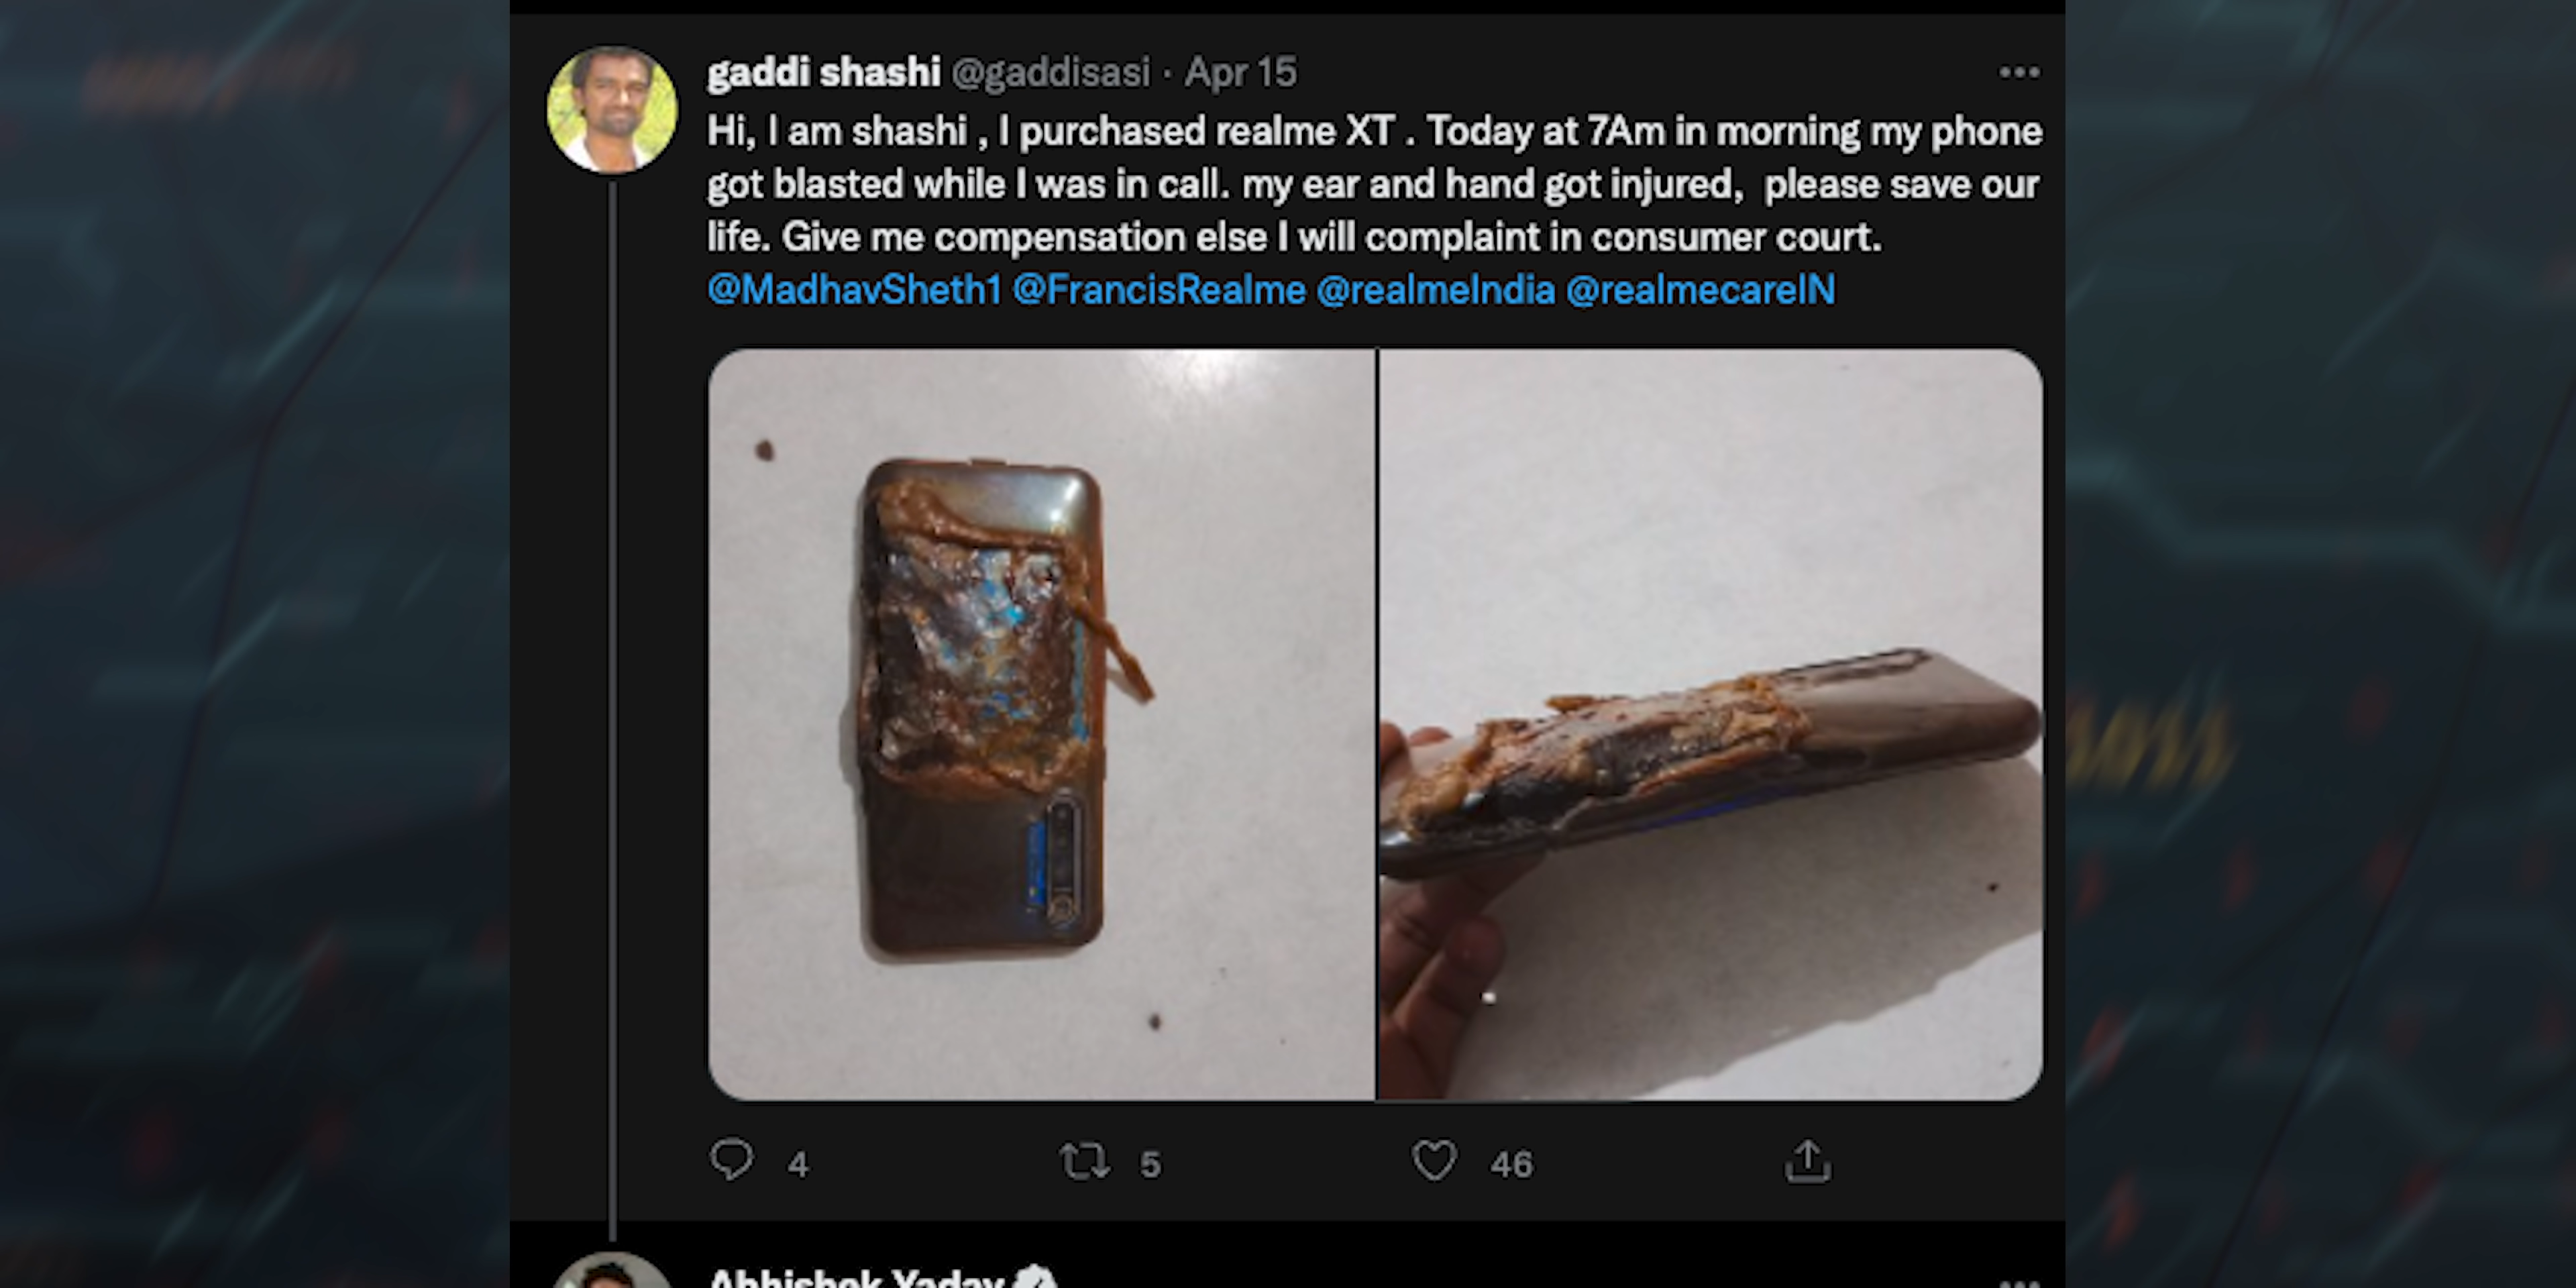 gaddi shashi @gaddisasi · Apr 15
Hi, I am shashi , I purchased realme XT . Today at 7Am in morning my phone
got blasted while I was in call. my ear and hand got injured,  please save our
life. Give me compensation else I will complaint in consumer court.
@MadhavSheth1 @FrancisRealme @realmeIndia @realmecareIN
4 5 46
Abhishek Yadav